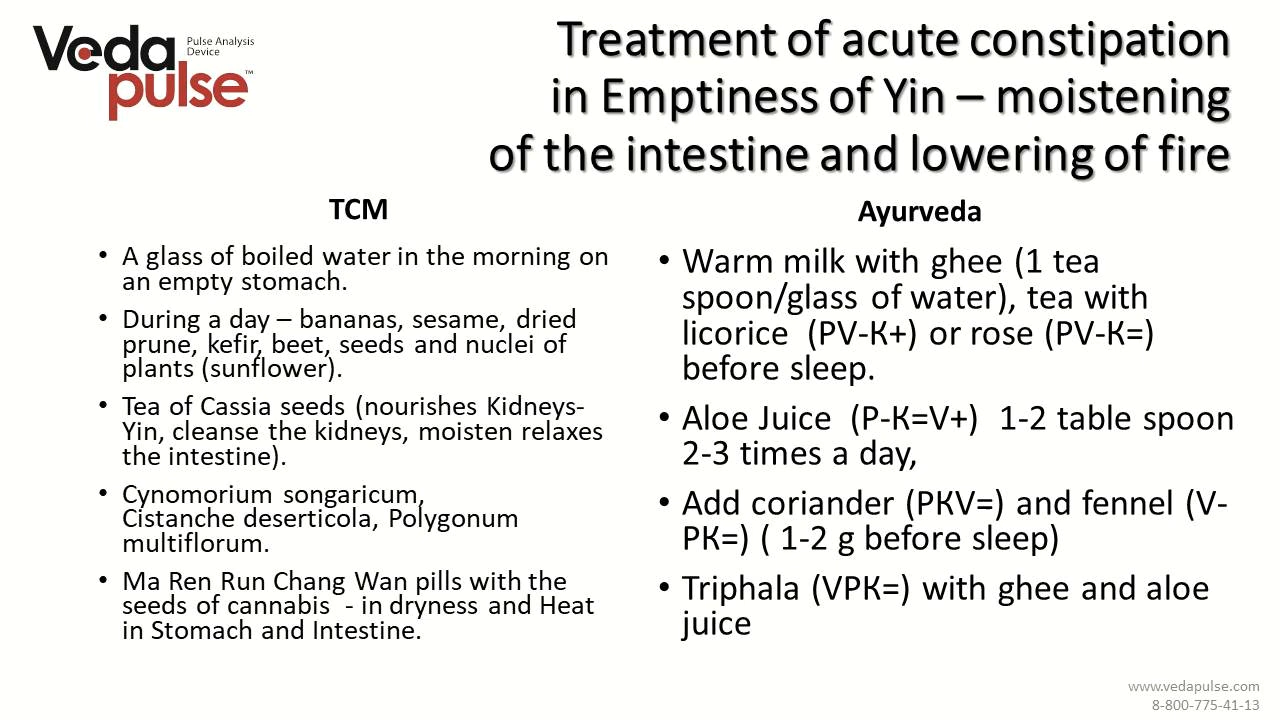 Veda
pulse™
Pulse Analysis
Device
Treatment of acute constipation
in Emptiness of Yin – moistening
of the intestine and lowering of fire
TCM
• A glass of boiled water in the morning on
an empty stomach.
• During a day – bananas, sesame, dried
prune, kefir, beet, seeds and nuclei of
plants (sunflower).
• Tea of Cassia seeds (nourishes Kidneys-
Yin, cleanse the kidneys, moisten relaxes
the intestine).
• Cynomorium songaricum,
Cistanche deserticola, Polygonum
multiflorum.
• Ma Ren Run Chang Wan pills with the
seeds of cannabis - in dryness and Heat
in Stomach and Intestine.
Ayurveda
• Warm milk with ghee (1 tea
spoon/glass of water), tea with
licorice (PV-K+) or rose (PV-K=)
before sleep.
• Aloe Juice (P-K=V+) 1-2 table spoon
2-3 times a day,
• Add coriander (PKV=) and fennel (V-
PK=) ( 1-2 g before sleep)
• Triphala (VPK=) with ghee and aloe
juice
www.vedapulse.com
8-800-775-41-13